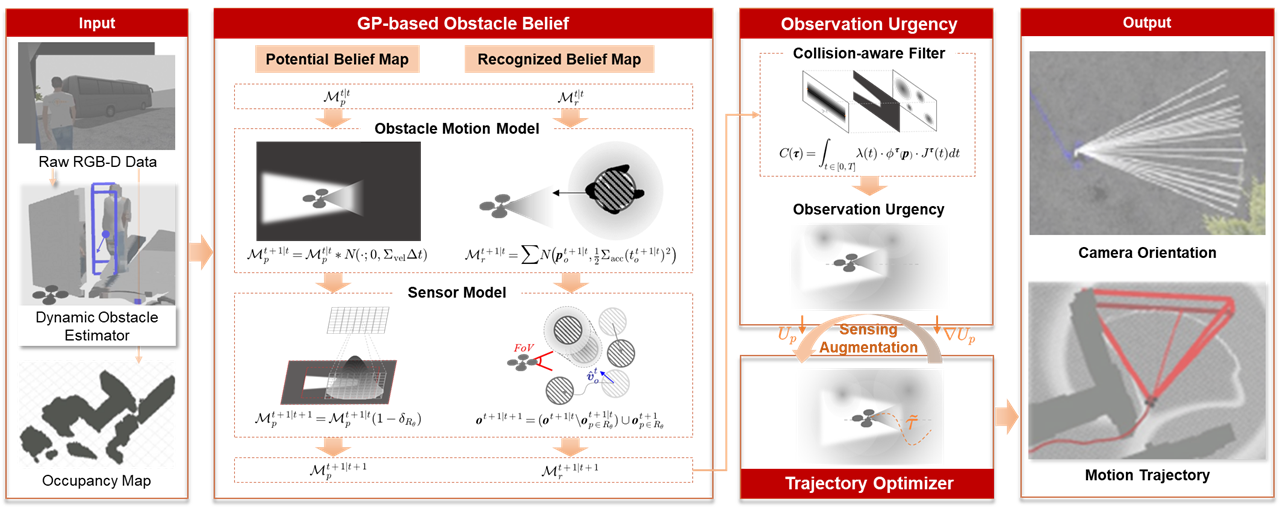 Input
Raw RGB-D Data
Dynamic Obstacle
Estimator
Occupancy Map
GP-based Obstacle Belief
Potential Belief Map
Recognized Belief Map
$\mathcal{M}_p^{t|t}$
$\mathcal{M}_r^{t|t}$
Obstacle Motion Model
$\mathcal{M}_p^{t+1|t} = \mathcal{M}_p^{t|t} * N(\cdot; 0, \Sigma_{\mathrm{vel}} \Delta t)$
$\mathcal{M}_r^{t+1|t} = \sum N(\boldsymbol{p}_o^{t+1|t}, \frac{1}{2}\Sigma_{\mathrm{acc}}(t_o^{t+1|t})^2)$
Sensor Model
FoV
$\hat{\boldsymbol{v}}_o^t$
$\mathcal{M}_p^{t+1|t+1} = \mathcal{M}_p^{t+1|t}(1 - \delta_{R_\theta})$
$\boldsymbol{o}^{t+1|t+1} = (\boldsymbol{o}^{t+1|t} \backslash \boldsymbol{o}_{p \in R_\theta}^{t+1|t}) \cup \boldsymbol{o}_{p \in R_\theta}^{t+1}$
$\mathcal{M}_p^{t+1|t+1}$
$\mathcal{M}_r^{t+1|t+1}$
Observation Urgency
Collision-aware Filter
$C(\boldsymbol{\tau}) = \int_{t \in [0,T]} \lambda(t) \cdot \phi^{\boldsymbol{\tau}}(\boldsymbol{p}) \cdot J^{\boldsymbol{\tau}}(t) dt$
Observation Urgency
$U_p$
Sensing
Augmentation
$\nabla U_p$
$\tilde{\boldsymbol{\tau}}$
Trajectory Optimizer
Output
Camera Orientation
Motion Trajectory